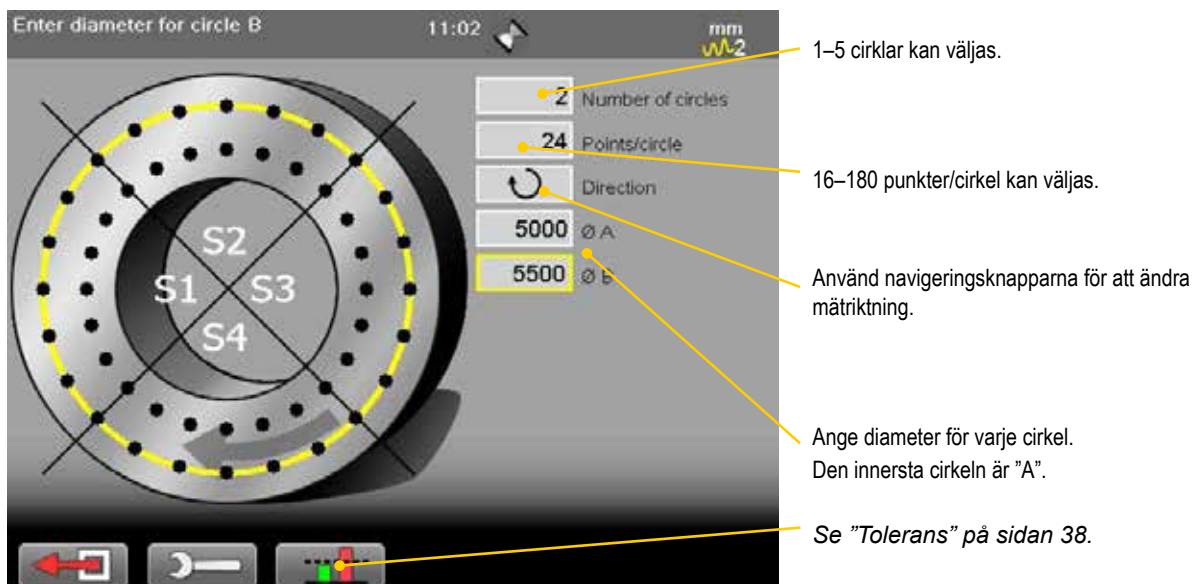 Enter diameter for circle B
11:02
mm
2
2 Number of circles
24 Points/circle
Direction
5000 Ø A
5500 Ø B
S2
S1
S3
S4
1–5 cirklar kan väljas.
16–180 punkter/cirkel kan väljas.
Använd navigeringsknapparna för att ändra
mätriktning.
Ange diameter för varje cirkel.
Den innersta cirkeln är ”A”.
Se ”Tolerans” på sidan 38.